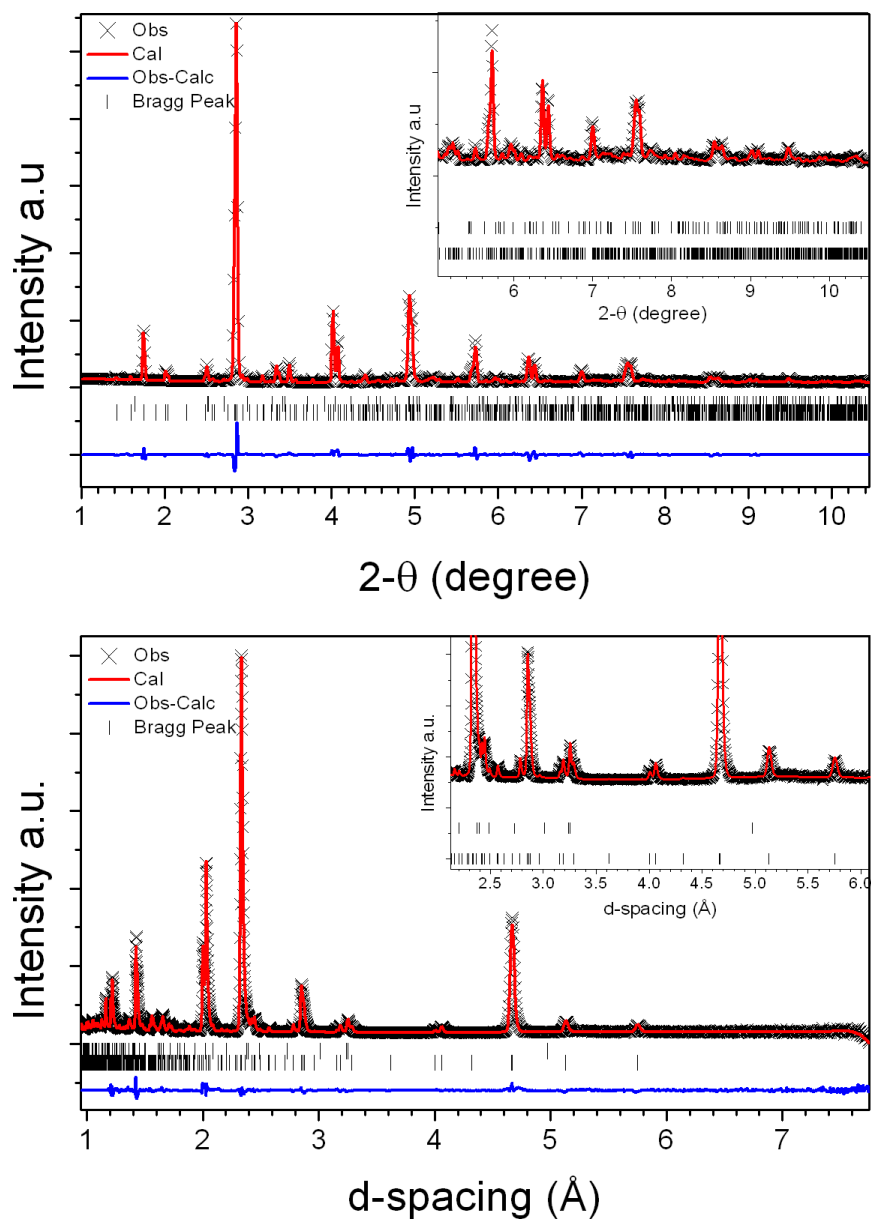 Obs
Cal
Obs-Calc
Bragg Peak
Intensity a.u
Intensity a.u
6 7 8 9 10
2-θ (degree)
1 2 3 4 5 6 7 8 9 10
2-θ (degree)
Obs
Cal
Obs-Calc
Bragg Peak
Intensity a.u.
Intensity a.u.
2.5 3.0 3.5 4.0 4.5 5.0 5.5 6.0
d-spacing (Å)
1 2 3 4 5 6 7
d-spacing (Å)